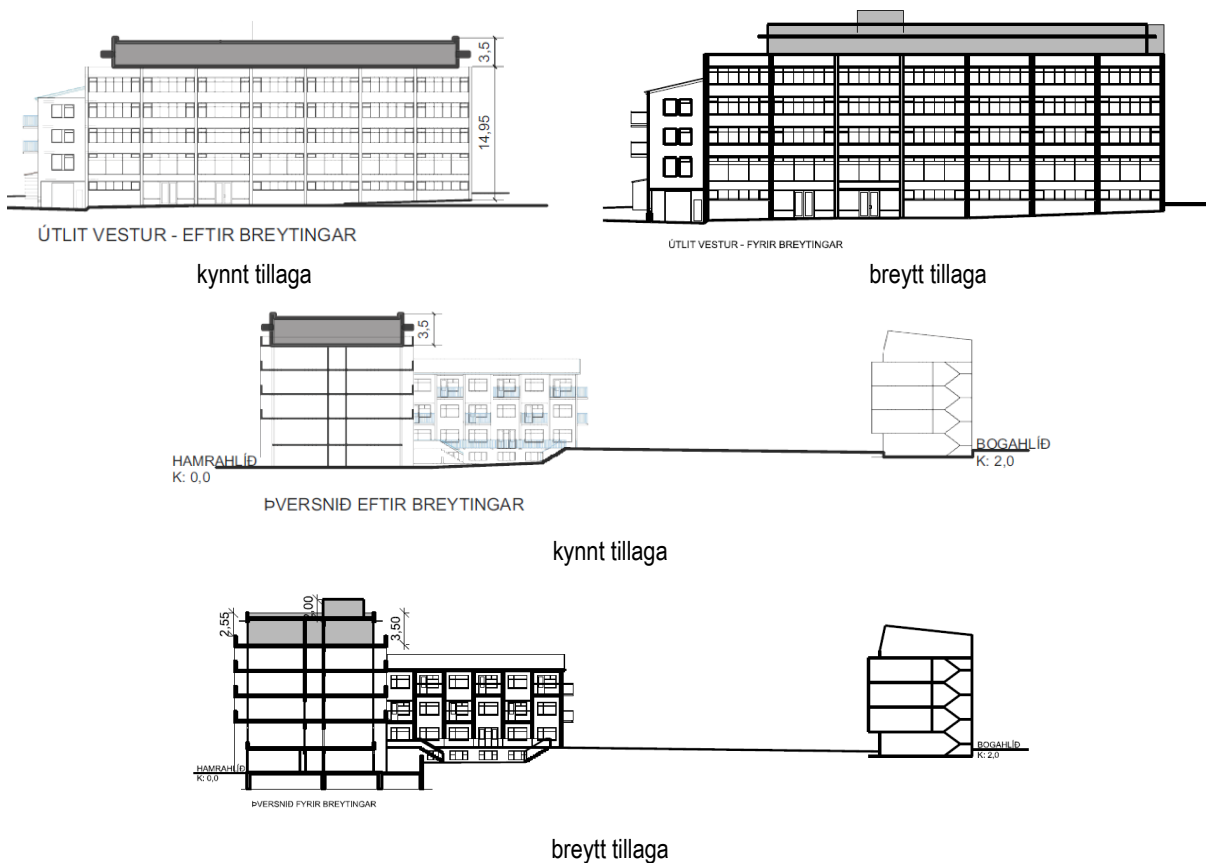 3,5
14,95
ÚTLIT VESTUR - EFTIR BREYTINGAR
kynnt tillaga
ÚTLIT VESTUR - FYRIR BREYTINGAR
breytt tillaga
3,5
HAMRAHLÍÐ
K: 0,0
BOGAHLÍÐ
K: 2,0
ÞVERSNIÐ EFTIR BREYTINGAR
kynnt tillaga
2,55
3,50
HAMRAHLÍÐ
K: 0,0
BOGAHLÍÐ
K: 2,0
ÞVERSNIÐ FYRIR BREYTINGAR
breytt tillaga